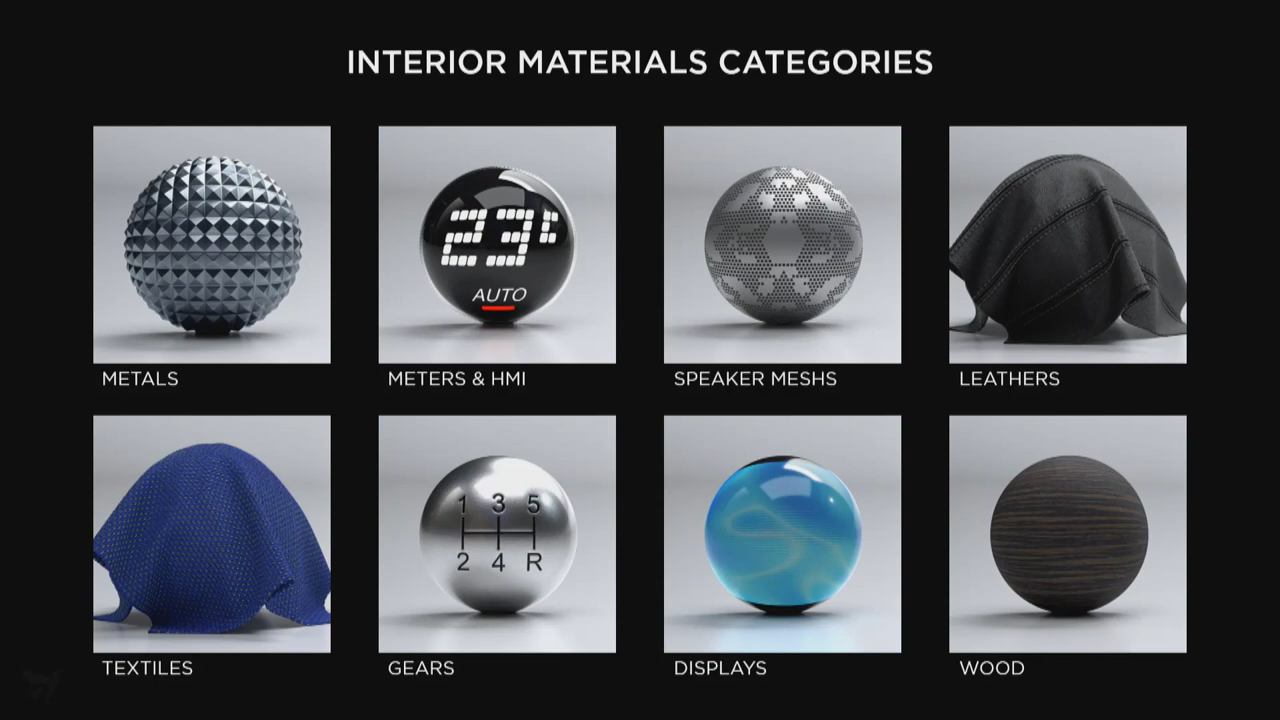 INTERIOR MATERIALS CATEGORIES
23°
AUTO
METALS
METERS & HMI
SPEAKER MESHS
LEATHERS
1 3 5
2 4 R
TEXTILES
GEARS
DISPLAYS
WOOD